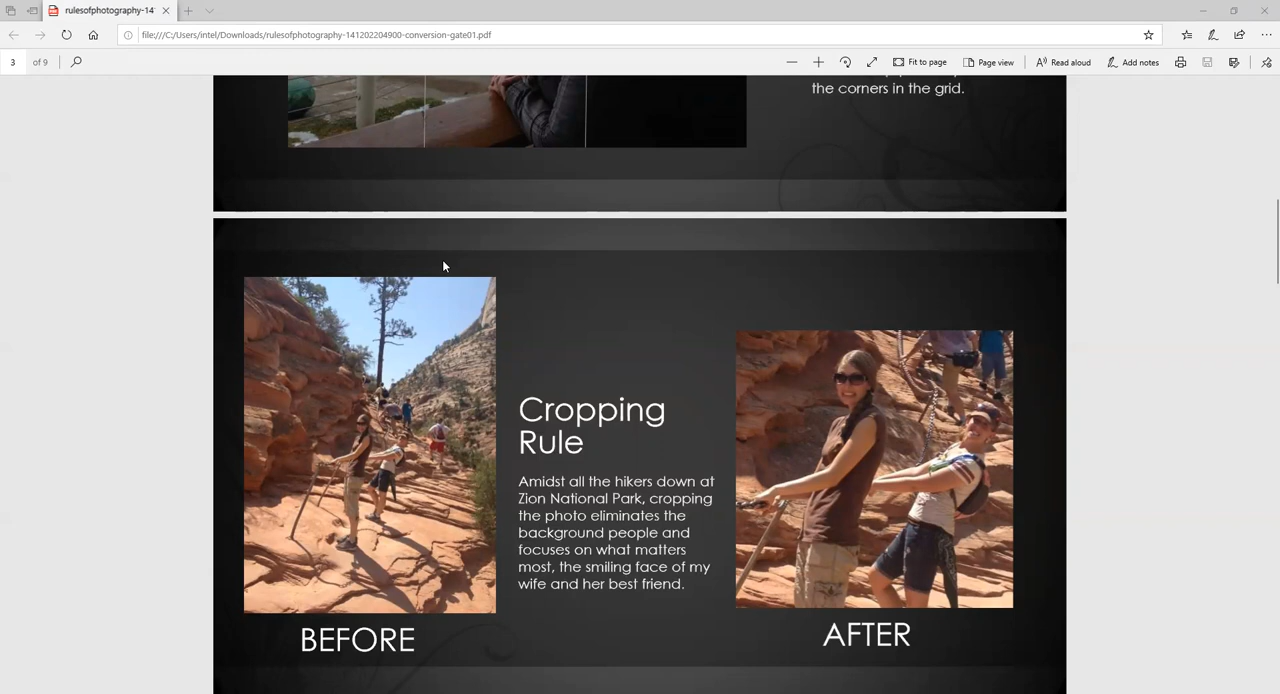 rulesofphotography-14
file:///C:/Users/intel/Downloads/rulesofphotography-141202204900-conversion-gate01.pdf
3 of 9
Fit to page
Page view
Read aloud
Add notes
the corners in the grid.
Cropping
Rule
Amidst all the hikers down at
Zion National Park, cropping
the photo eliminates the
background people and
focuses on what matters
most, the smiling face of my
wife and her best friend.
BEFORE
AFTER